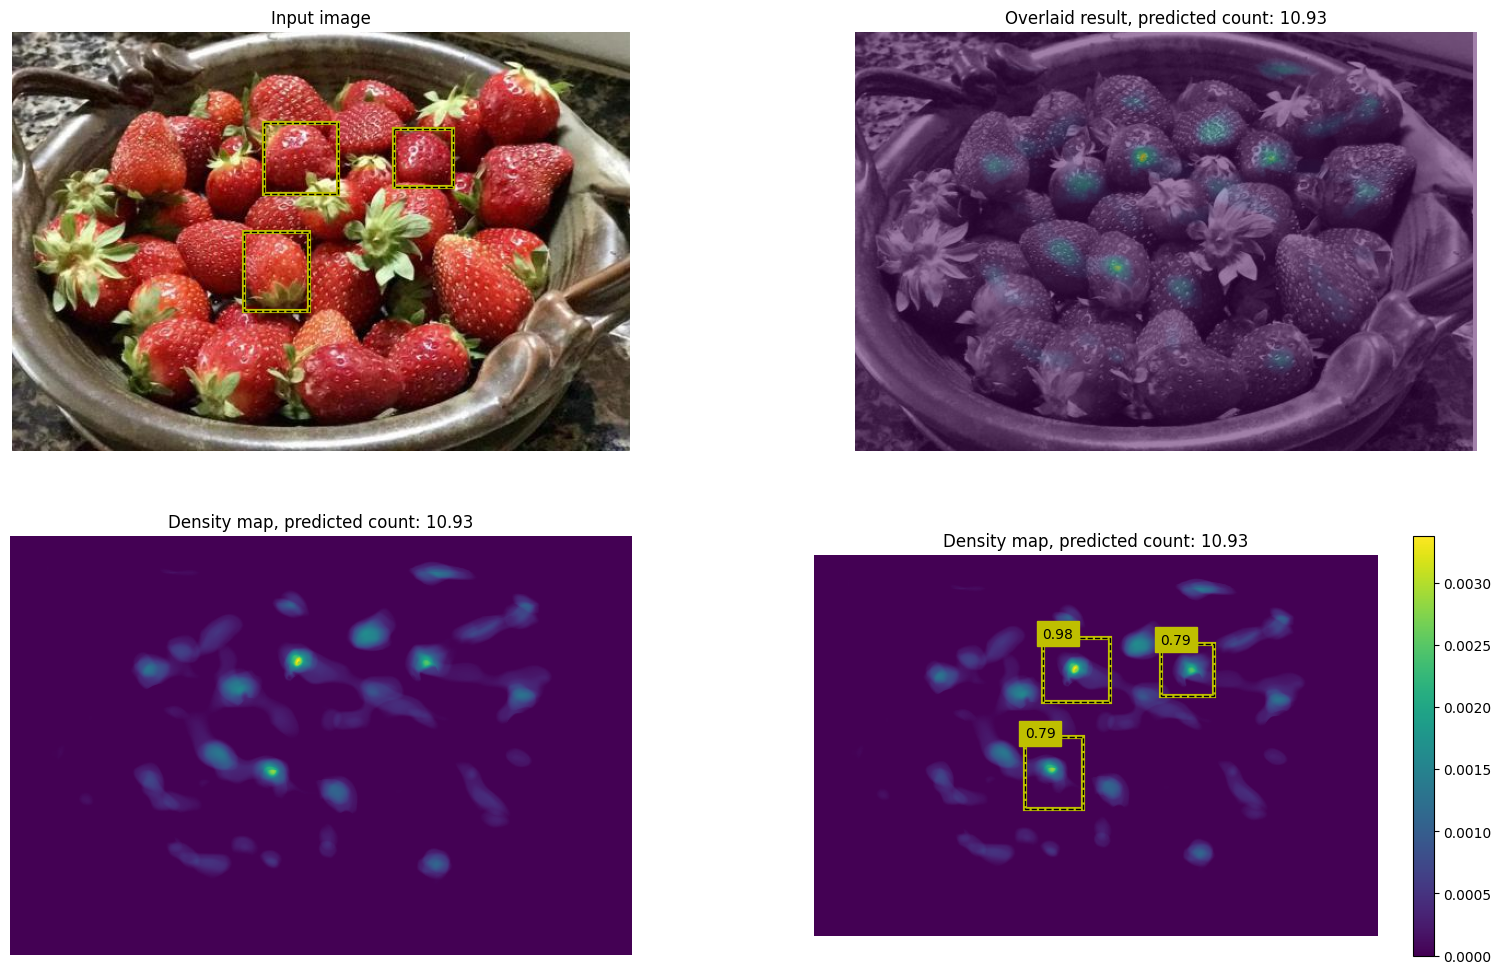 Input image
Overlaid result, predicted count: 10.93
Density map, predicted count: 10.93
Density map, predicted count: 10.93
0.98
0.79
0.79
0.0030
0.0025
0.0020
0.0015
0.0010
0.0005
0.0000